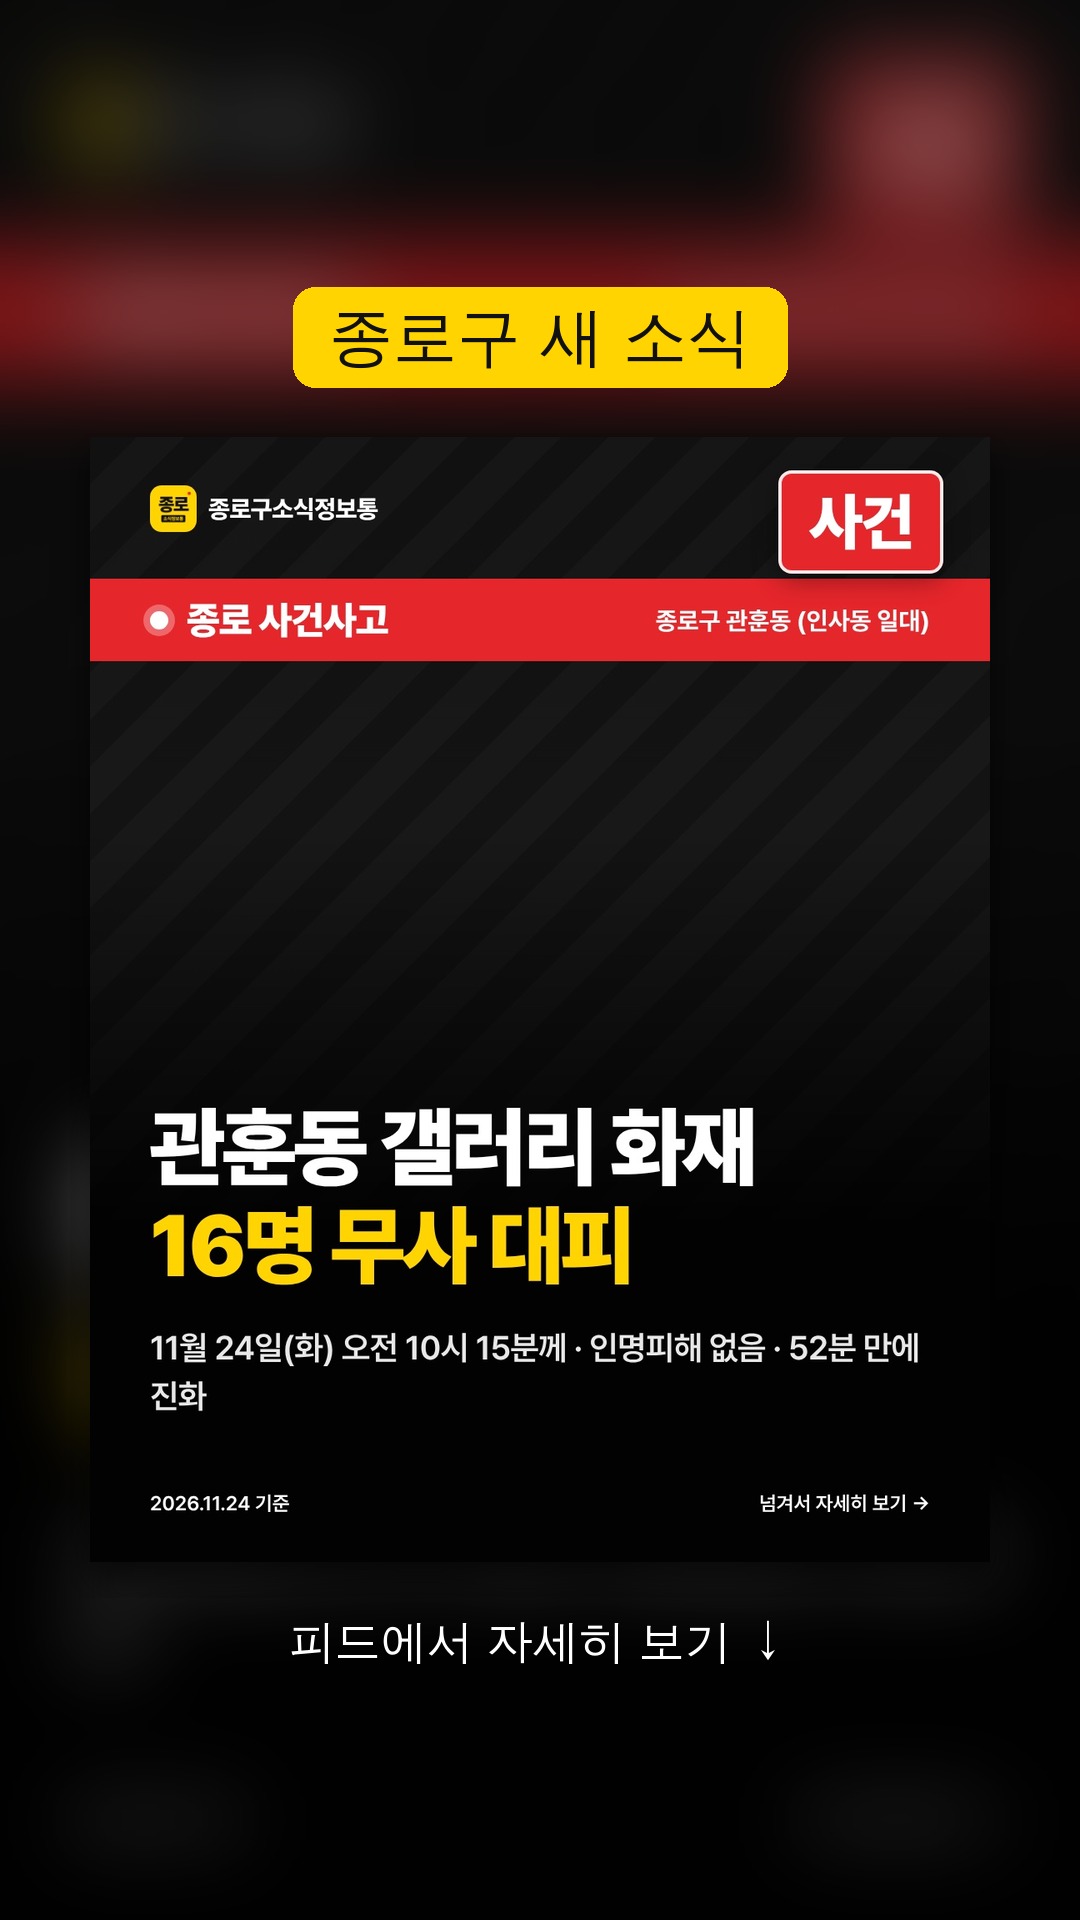 종로구 새 소식
종로
소식정보통
종로구소식정보통
사건
종로 사건사고
종로구 관훈동 (인사동 일대)
관훈동 갤러리 화재
16명 무사 대피
11월 24일(화) 오전 10시 15분께 · 인명피해 없음 · 52분 만에
진화
2026.11.24 기준
넘겨서 자세히 보기 →
피드에서 자세히 보기 ↓